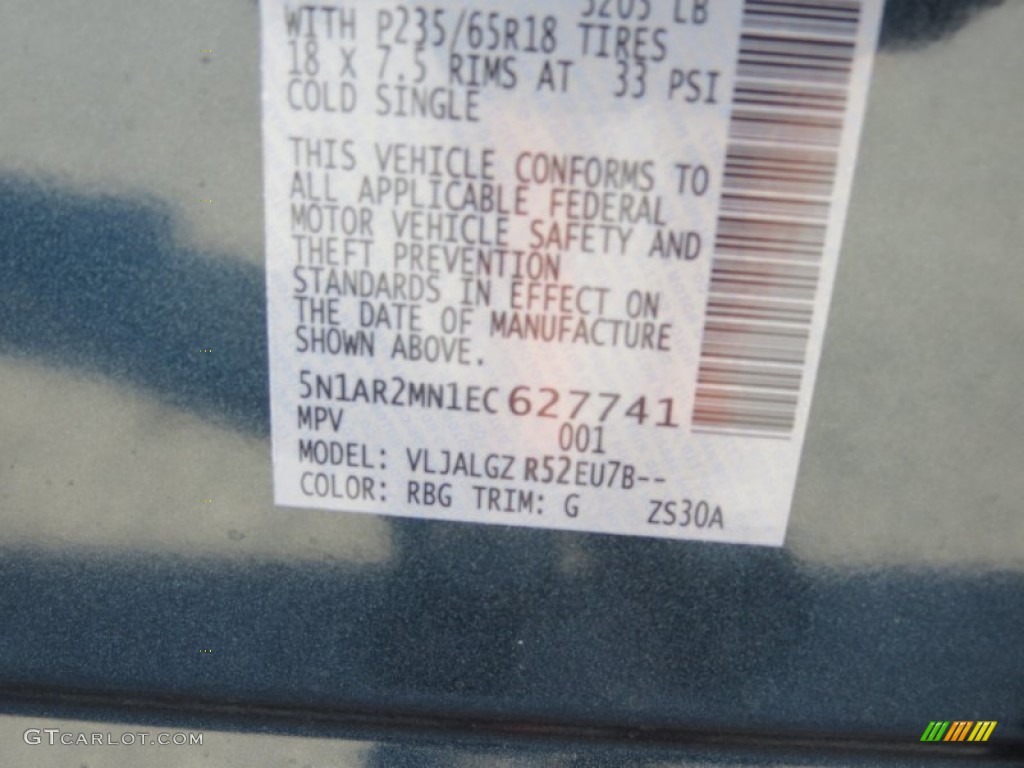 5205 LB
WITH P235/65R18 TIRES
18 X 7.5 RIMS AT 33 PSI
COLD SINGLE
THIS VEHICLE CONFORMS TO
ALL APPLICABLE FEDERAL
MOTOR VEHICLE SAFETY AND
THEFT PREVENTION
STANDARDS IN EFFECT ON
THE DATE OF MANUFACTURE
SHOWN ABOVE.
5N1AR2MN1EC627741
MPV 001
MODEL: VLJALGZ R52EU7B--
COLOR: RBG TRIM: G ZS30A
GTCARLOT.COM